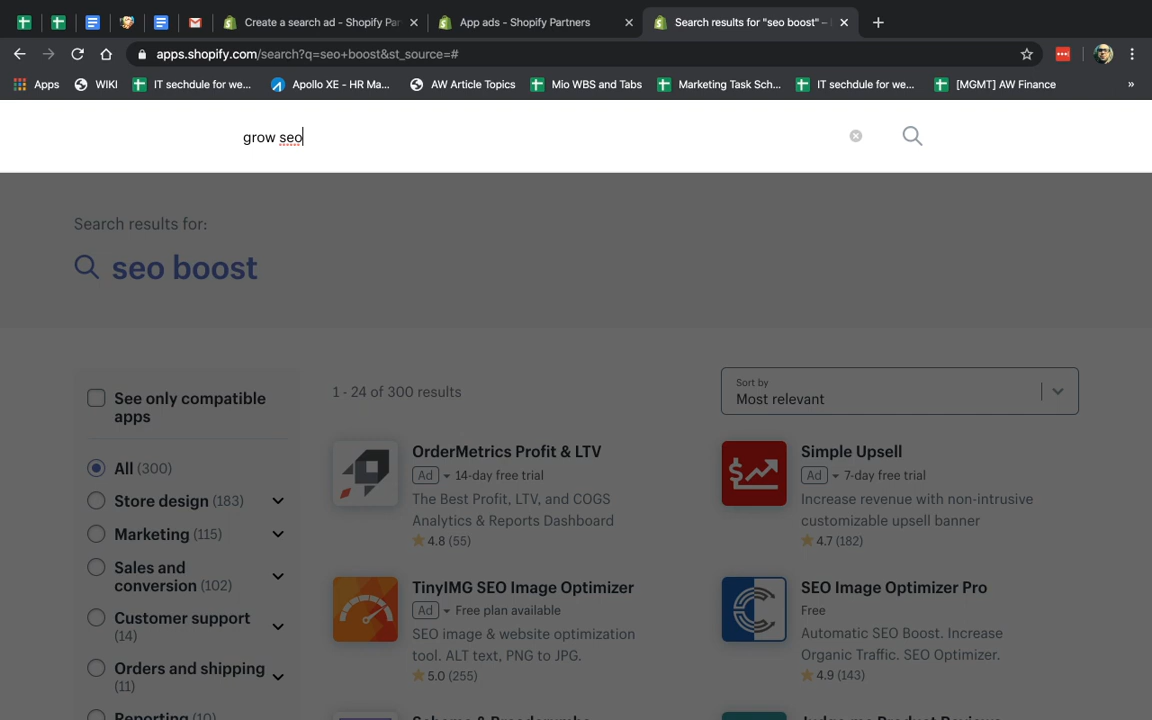 Create a search ad - Shopify Par
App ads - Shopify Partners
Search results for "seo boost" –
apps.shopify.com/search?q=seo+boost&st_source=#
Apps
WIKI
IT sechdule for we...
Apollo XE - HR Ma...
AW Article Topics
Mio WBS and Tabs
Marketing Task Sch...
IT sechdule for we...
[MGMT] AW Finance
»
grow seo
Search results for:
seo boost
See only compatible
apps
1 - 24 of 300 results
Sort by
Most relevant
All (300)
Store design (183)
Marketing (115)
Sales and
conversion (102)
Customer support
(14)
Orders and shipping
(11)
Reporting (10)
OrderMetrics Profit & LTV
Ad 14-day free trial
The Best Profit, LTV, and COGS
Analytics & Reports Dashboard
4.8 (55)
Simple Upsell
Ad 7-day free trial
Increase revenue with non-intrusive
customizable upsell banner
4.7 (182)
TinyIMG SEO Image Optimizer
Ad Free plan available
SEO image & website optimization
tool. ALT text, PNG to JPG.
5.0 (255)
SEO Image Optimizer Pro
Free
Automatic SEO Boost. Increase
Organic Traffic. SEO Optimizer.
4.9 (143)